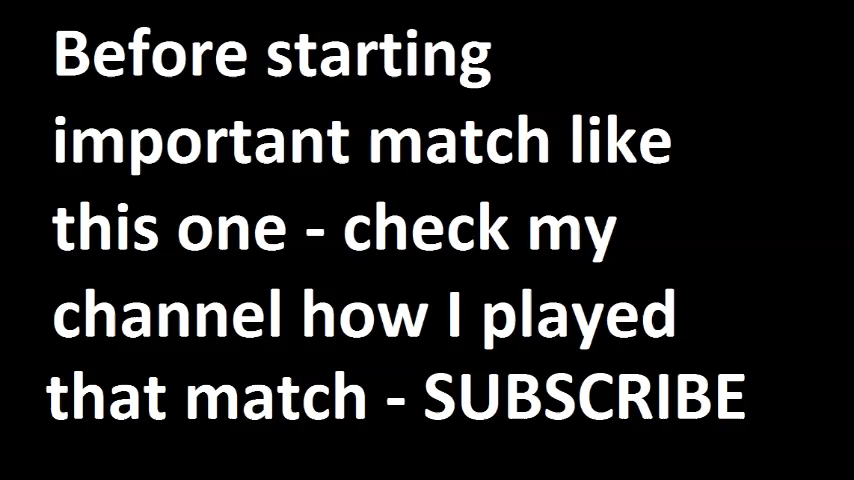 Before starting
important match like
this one - check my
channel how I played
that match - SUBSCRIBE